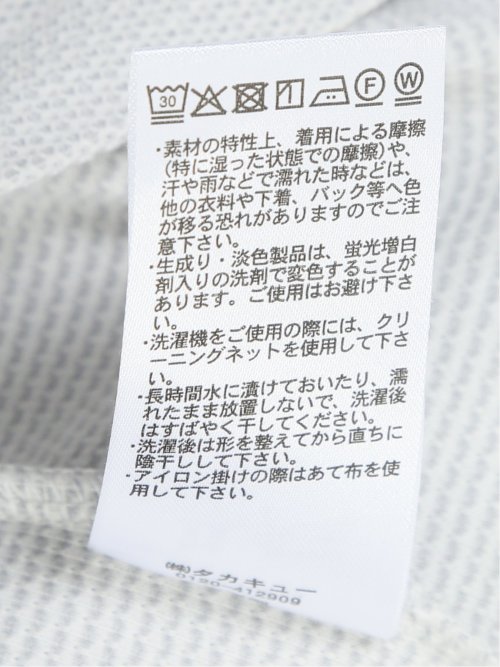 30 F W
・素材の特性上、着用による摩擦
(特に湿った状態での摩擦)や、
汗や雨などで濡れた時などは、
他の衣料や下着、バック等へ色
が移る恐れがありますのでご注
意下さい。
・生成り・淡色製品は、蛍光増白
剤入りの洗剤で変色することが
あります。ご使用はお避け下さ
い。
・洗濯機をご使用の際には、クリ
ーニングネットを使用して下さ
い。
・長時間水に漬けておいたり、濡
れたまま放置しないで、洗濯後
はすばやく干してください。
・洗濯後は形を整えてから直ちに
陰干しして下さい。
・アイロン掛けの際はあて布を使
用して下さい。
㈱タカキュー
0120-412909